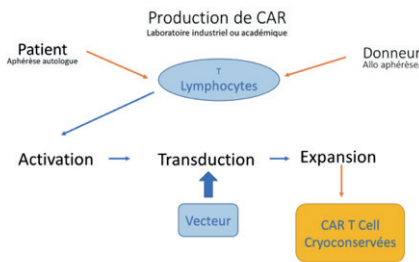 Production de CAR
Laboratoire industriel ou académique
Patient
Aphérèse autologue
Donneur
Allo aphérèse
T
Lymphocytes
Activation
Transduction
Expansion
Vecteur
CAR T Cell
Cryoconservées